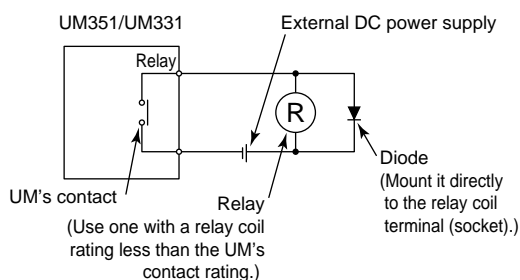 UM351/UM331
External DC power supply
Relay
R
UM's contact
Relay
(Use one with a relay coil
rating less than the UM's
contact rating.)
Diode
(Mount it directly
to the relay coil
terminal (socket).)